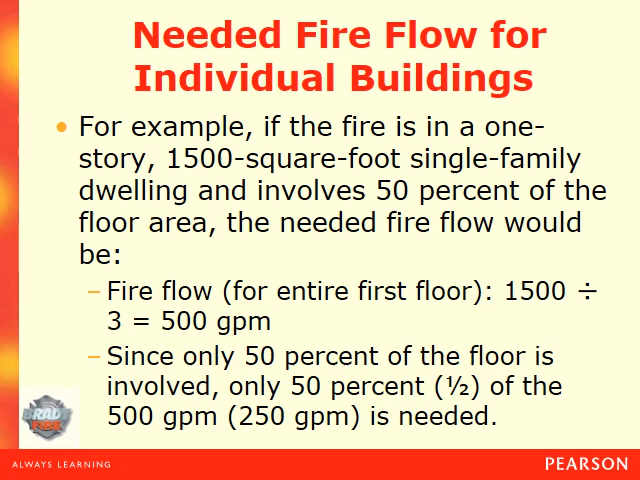 Needed Fire Flow for
Individual Buildings
• For example, if the fire is in a one-
story, 1500-square-foot single-family
dwelling and involves 50 percent of the
floor area, the needed fire flow would
be:
– Fire flow (for entire first floor): 1500 ÷
3 = 500 gpm
– Since only 50 percent of the floor is
involved, only 50 percent (½) of the
500 gpm (250 gpm) is needed.
BRADY
FIRE
ALWAYS LEARNING
PEARSON